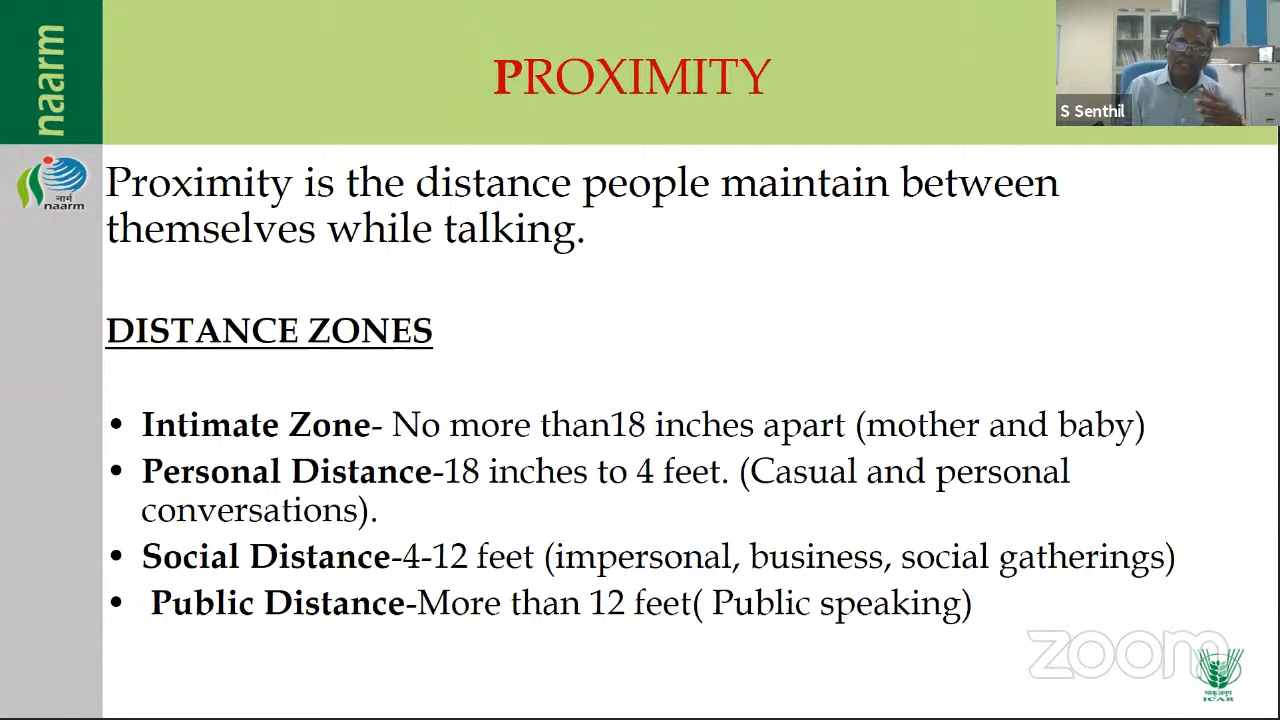 naarm
PROXIMITY
S Senthil
नार्म
naarm
Proximity is the distance people maintain between
themselves while talking.
DISTANCE ZONES
• Intimate Zone- No more than18 inches apart (mother and baby)
• Personal Distance-18 inches to 4 feet. (Casual and personal
conversations).
• Social Distance-4-12 feet (impersonal, business, social gatherings)
• Public Distance-More than 12 feet( Public speaking)
zoom
भाकृअनुप
ICAR